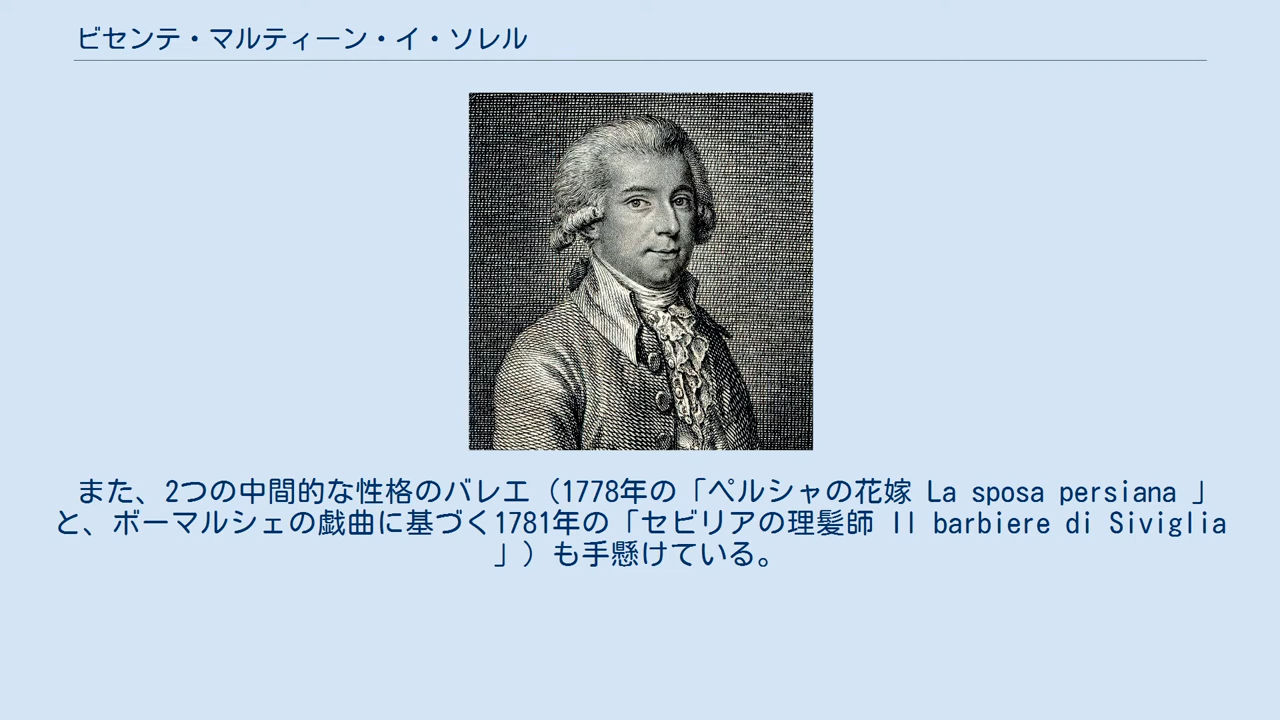 ビセンテ・マルティーン・イ・ソレル
また、2つの中間的な性格のバレエ（1778年の「ペルシャの花嫁 La sposa persiana 」
と、ボーマルシェの戯曲に基づく1781年の「セビリアの理髪師 Il barbiere di Siviglia
」）も手懸けている。